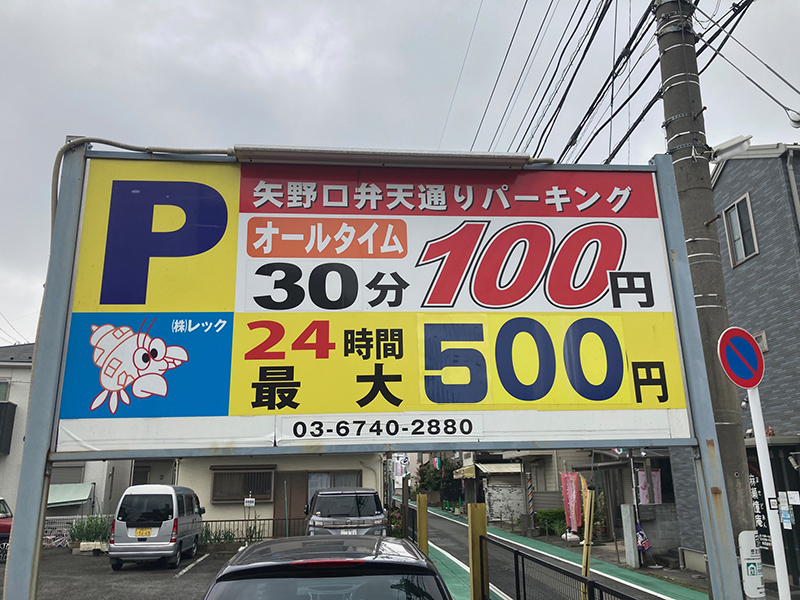 P
矢野口弁天通りパーキング
オールタイム
30分 100円
㈱レック
24時間
最大 500円
03-6740-2880